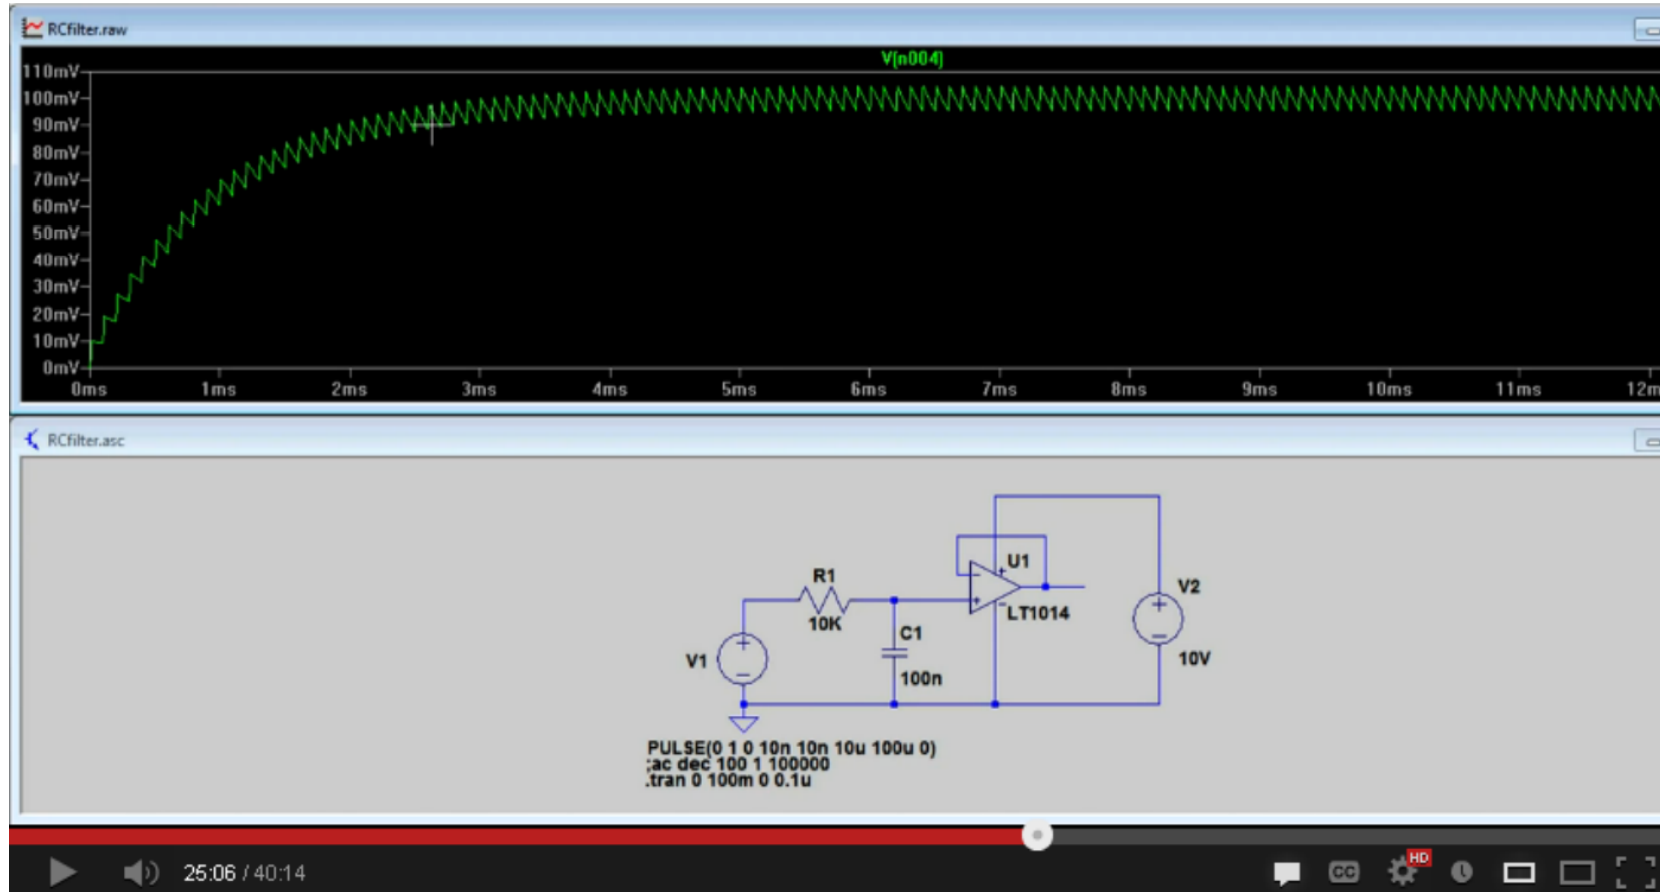 RCfilter.raw
V(n004)
110mV
100mV
90mV
80mV
70mV
60mV
50mV
40mV
30mV
20mV
10mV
0mV
0ms 1ms 2ms 3ms 4ms 5ms 6ms 7ms 8ms 9ms 10ms 11ms 12m
RCfilter.asc
U1
R1
V2
10K
LT1014
C1
V1
10V
100n
PULSE(0 1 0 10n 10n 10u 100u 0)
;ac dec 100 1 100000
.tran 0 100m 0 0.1u
25:06 / 40:14
CC
HD